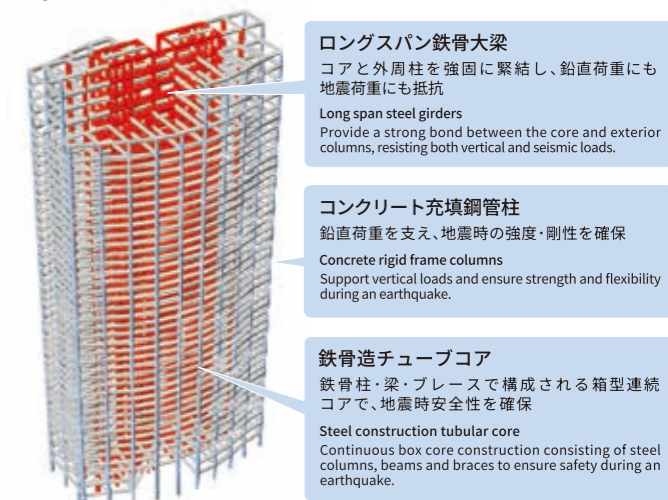 ロングスパン鉄骨大梁
コアと外周柱を強固に緊結し、鉛直荷重にも
地震荷重にも抵抗
Long span steel girders
Provide a strong bond between the core and exterior
columns, resisting both vertical and seismic loads.
コンクリート充填鋼管柱
鉛直荷重を支え、地震時の強度・剛性を確保
Concrete rigid frame columns
Support vertical loads and ensure strength and flexibility
during an earthquake.
鉄骨造チューブコア
鉄骨柱・梁・ブレースで構成される箱型連続
コアで、地震時安全性を確保
Steel construction tubular core
Continuous box core construction consisting of steel
columns, beams and braces to ensure safety during an
earthquake.